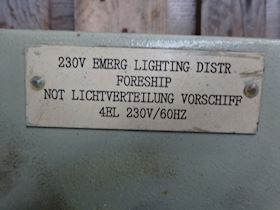 230V EMERG LIGHTING DISTR
FORESHIP
NOT LICHTVERTEILUNG VORSCHIFF
4EL 230V/60HZ